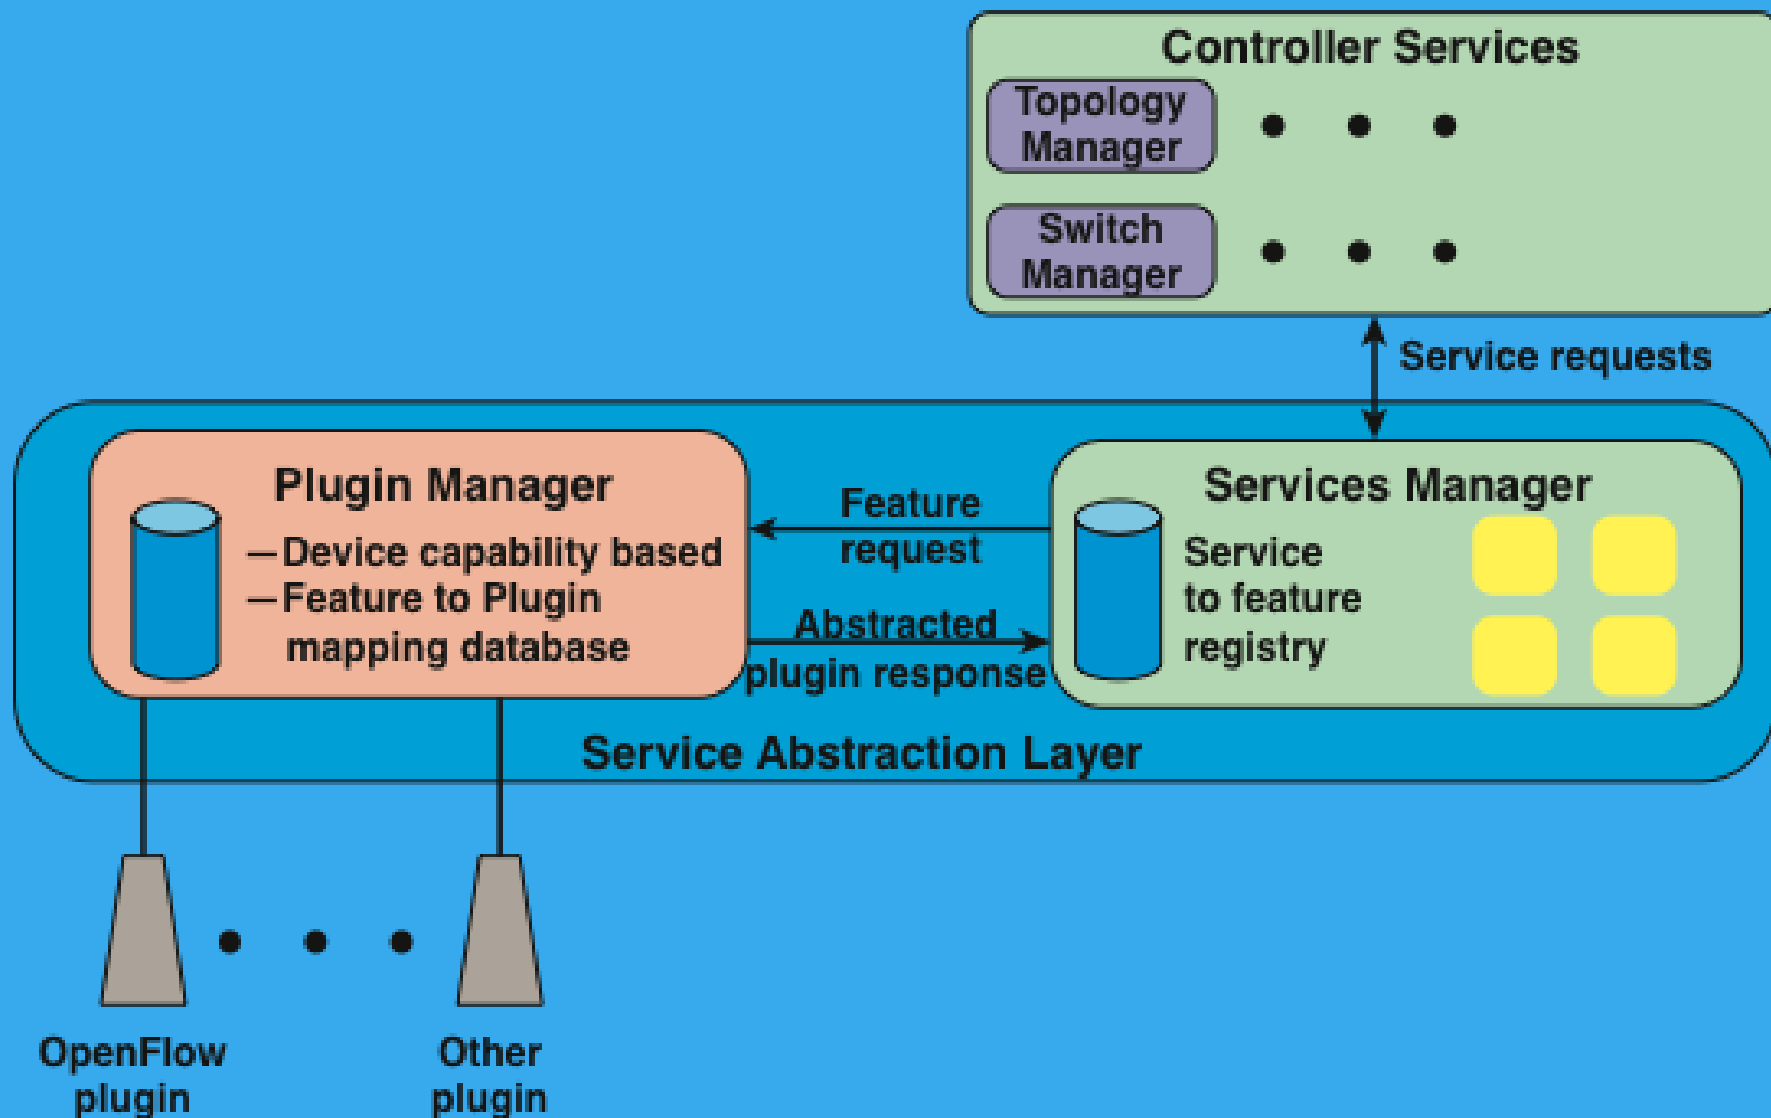 Controller Services
Topology
Manager
Switch
Manager
Service requests
Plugin Manager
—Device capability based
—Feature to Plugin
mapping database
Feature
request
Abstracted
plugin response
Services Manager
Service
to feature
registry
Service Abstraction Layer
OpenFlow
plugin
Other
plugin